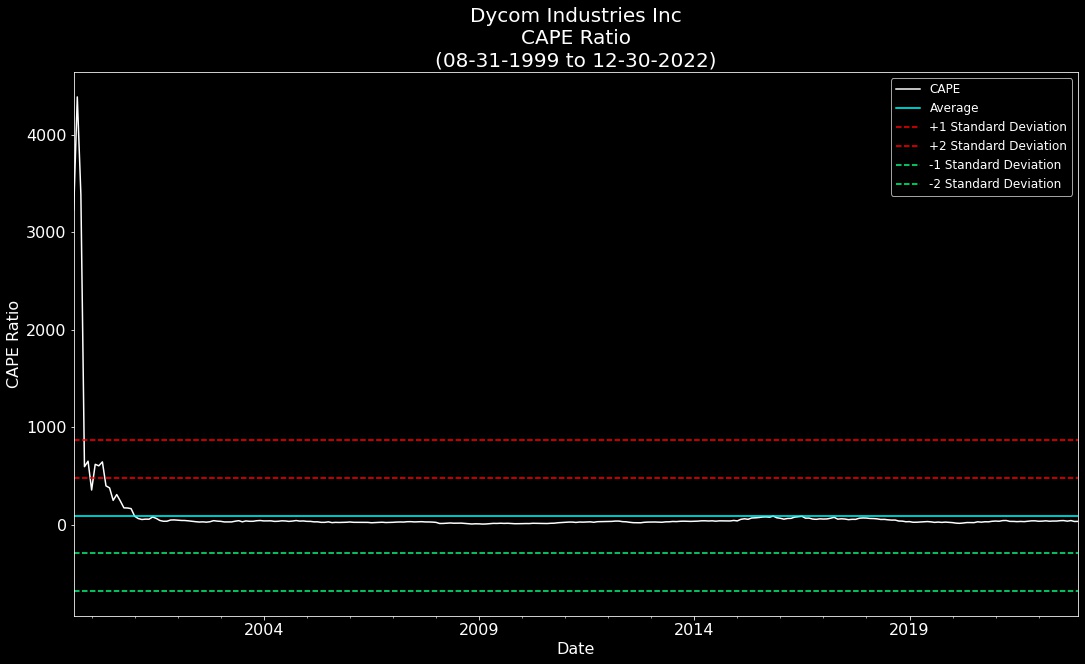 Dycom Industries Inc
CAPE Ratio
(08-31-1999 to 12-30-2022)
CAPE
Average
+1 Standard Deviation
+2 Standard Deviation
-1 Standard Deviation
-2 Standard Deviation
CAPE Ratio
4000
3000
2000
1000
0
2004
2009
2014
2019
Date